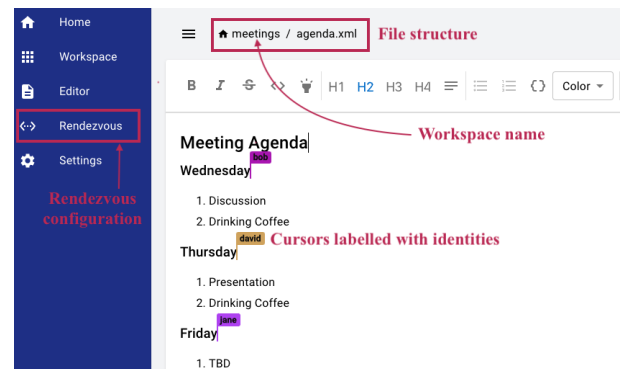 Home
Workspace
Editor
Rendezvous
Settings
Rendezvous
configuration
meetings / agenda.xml
File structure
B I S H1 H2 H3 H4 Color
Workspace name
Meeting Agenda
bob
Wednesday
1. Discussion
2. Drinking Coffee
david
Cursors labelled with identities
Thursday
1. Presentation
2. Drinking Coffee
jane
Friday
1. TBD